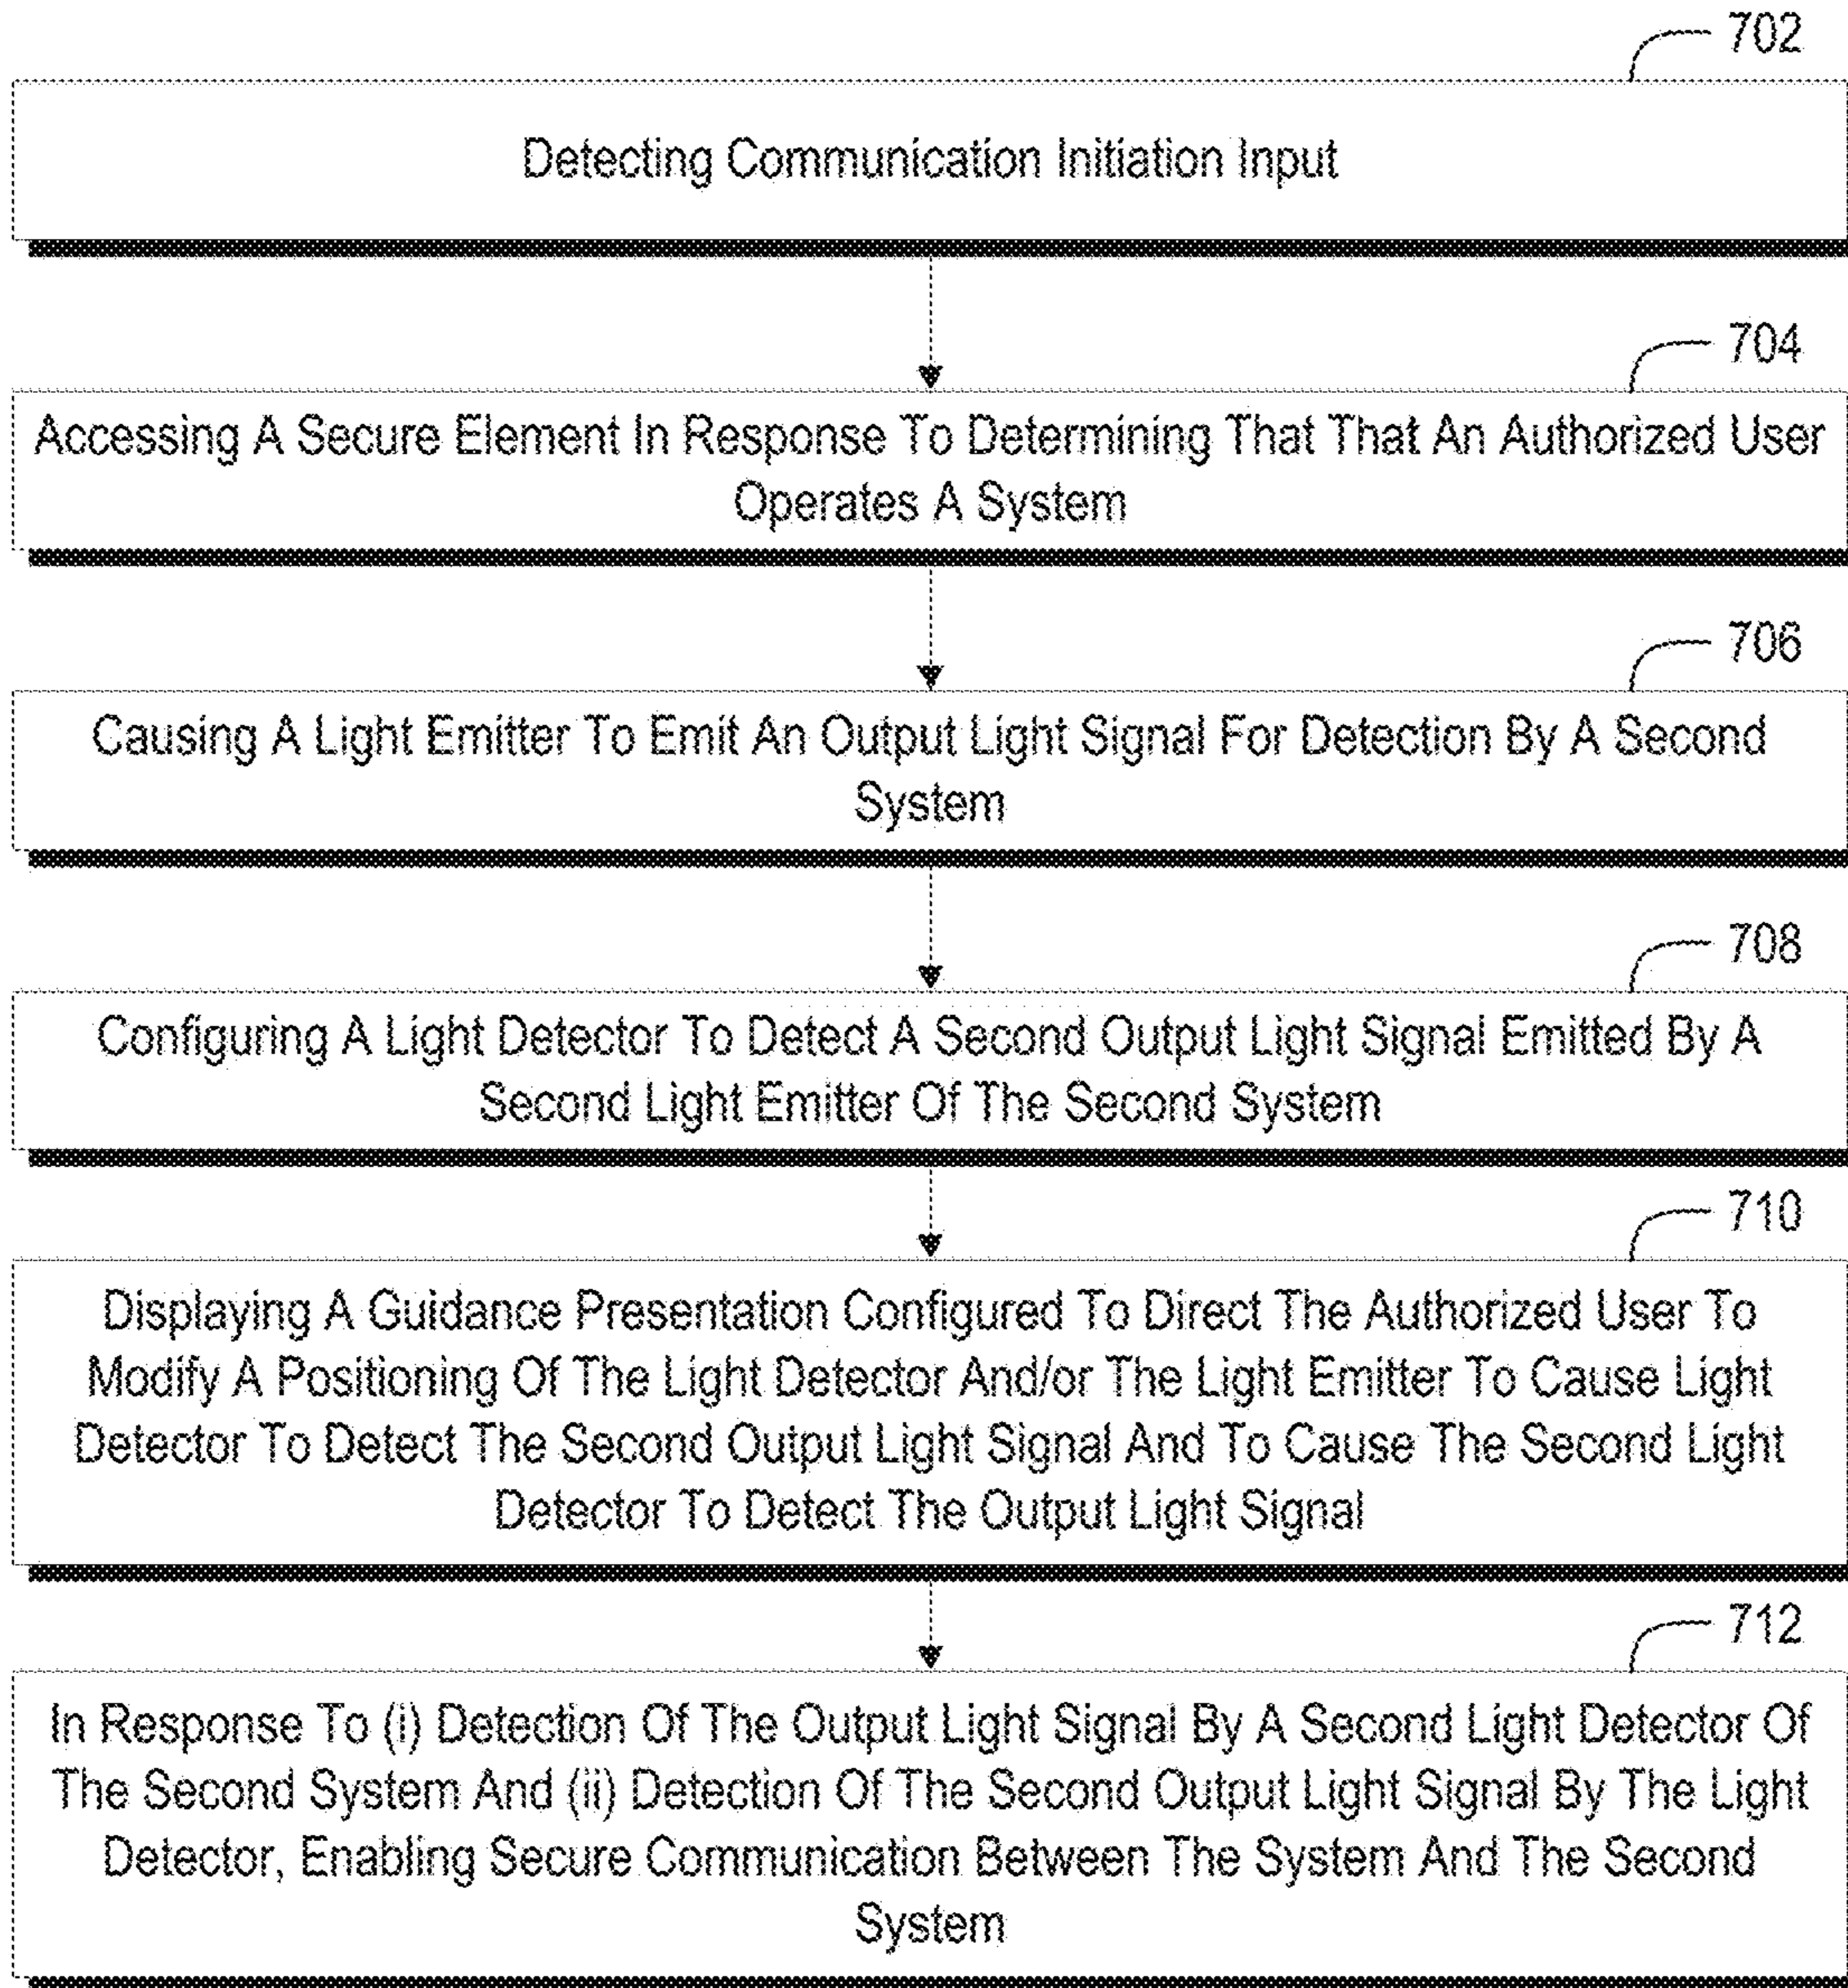 702
Detecting Communication Initiation Input
704
Accessing A Secure Element In Response To Determining That That An Authorized User
Operates A System
706
Causing A Light Emitter To Emit An Output Light Signal For Detection By A Second
System
708
Configuring A Light Detector To Detect A Second Output Light Signal Emitted By A
Second Light Emitter Of The Second System
710
Displaying A Guidance Presentation Configured To Direct The Authorized User To
Modify A Positioning Of The Light Detector And/or The Light Emitter To Cause Light
Detector To Detect The Second Output Light Signal And To Cause The Second Light
Detector To Detect The Output Light Signal
712
In Response To (i) Detection Of The Output Light Signal By A Second Light Detector Of
The Second System And (ii) Detection Of The Second Output Light Signal By The Light
Detector, Enabling Secure Communication Between The System And The Second
System